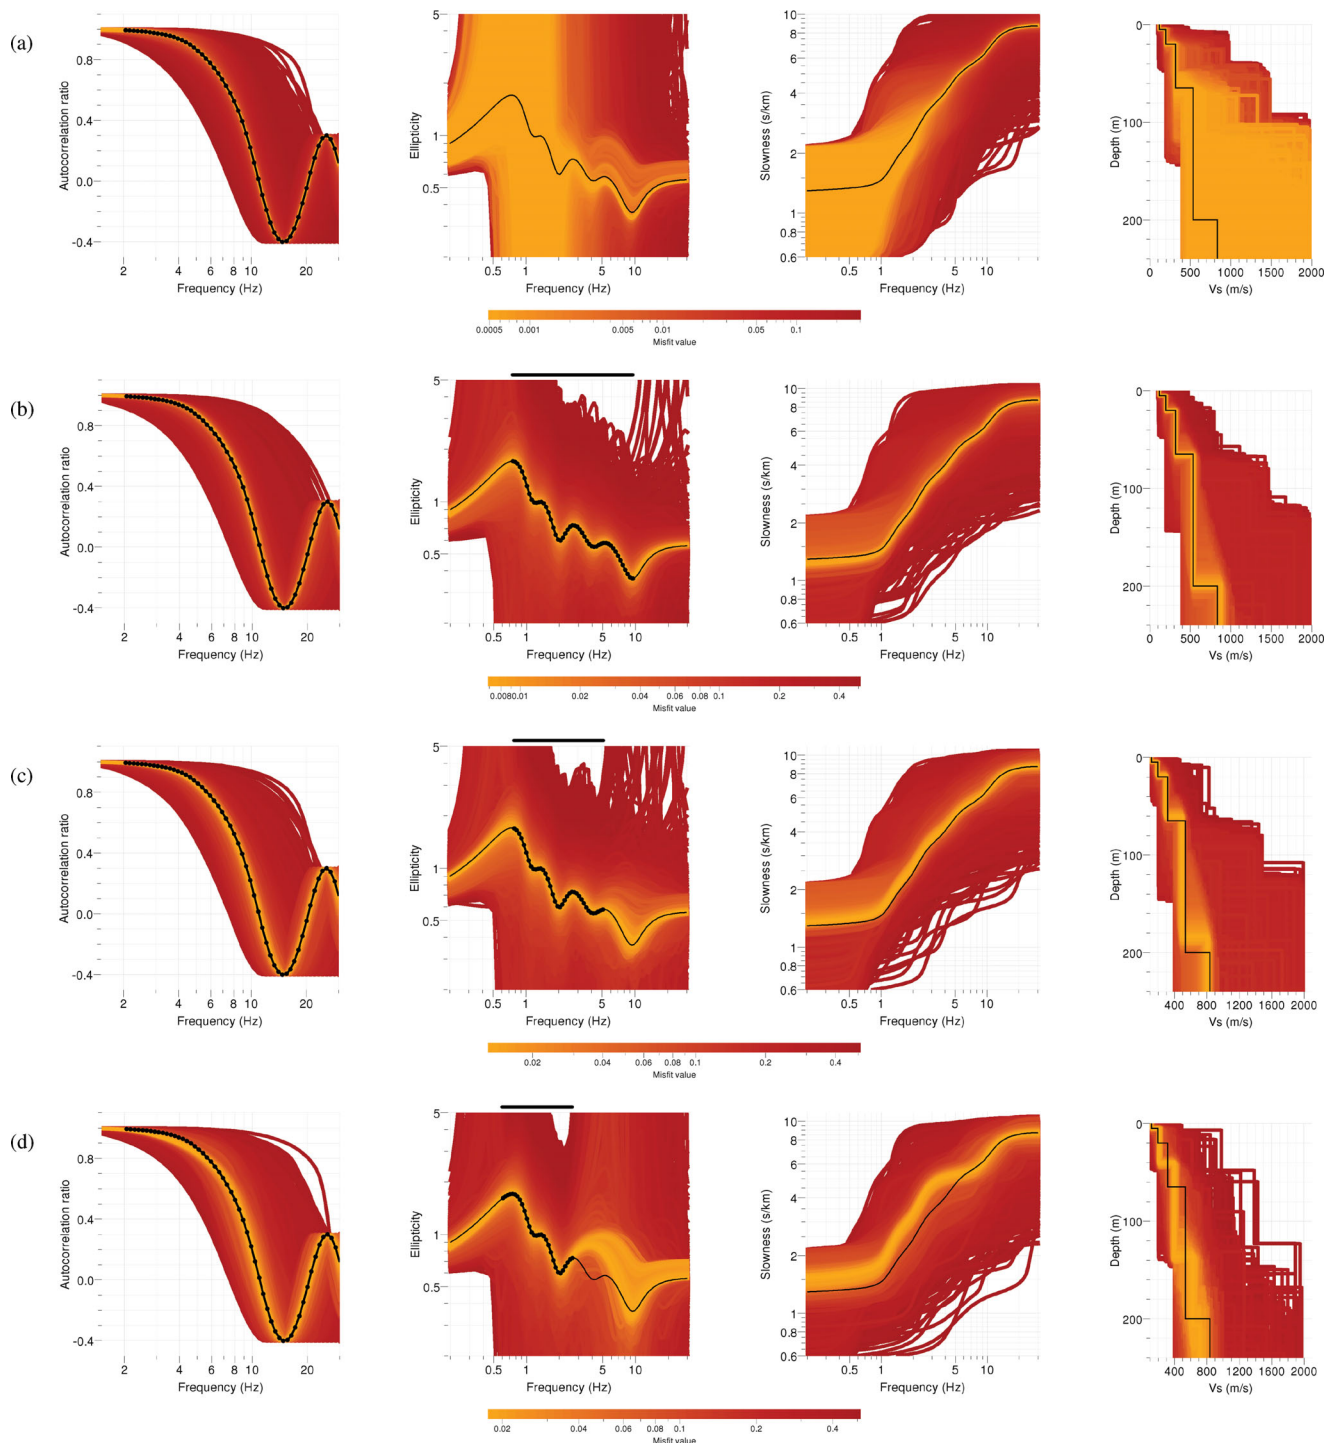 (a)
0.8
0.4
0.0
-0.4
Autocorrelation ratio
2 4 6 8 10 20
Frequency (Hz)
5
1
0.5
Ellipticity
0.5 1 5 10
Frequency (Hz)
10
8
6
4
2
1
0.8
0.6
Slowness (s/km)
0.5 1 5 10
Frequency (Hz)
0
100
200
Depth (m)
0 500 1000 1500 2000
Vs (m/s)
0.0005 0.001 0.005 0.01 0.05 0.1
Misfit value
(b)
0.8
0.4
0.0
-0.4
Autocorrelation ratio
2 4 6 8 10 20
Frequency (Hz)
5
1
0.5
Ellipticity
0.5 1 5 10
Frequency (Hz)
10
8
6
4
2
1
0.8
0.6
Slowness (s/km)
0.5 1 5 10
Frequency (Hz)
0
100
200
Depth (m)
0 500 1000 1500 2000
Vs (m/s)
0.008 0.01 0.02 0.04 0.06 0.08 0.1 0.2 0.4
Misfit value
(c)
0.8
0.4
0.0
-0.4
Autocorrelation ratio
2 4 6 8 10 20
Frequency (Hz)
5
1
0.5
Ellipticity
0.5 1 5 10
Frequency (Hz)
10
8
6
4
2
1
0.8
0.6
Slowness (s/km)
0.5 1 5 10
Frequency (Hz)
0
100
200
Depth (m)
400 800 1200 1600 2000
Vs (m/s)
0.02 0.04 0.06 0.08 0.1 0.2 0.4
Misfit value
(d)
0.8
0.4
0.0
-0.4
Autocorrelation ratio
2 4 6 8 10 20
Frequency (Hz)
5
1
0.5
Ellipticity
0.5 1 5 10
Frequency (Hz)
10
8
6
4
2
1
0.8
0.6
Slowness (s/km)
0.5 1 5 10
Frequency (Hz)
0
100
200
Depth (m)
400 800 1200 1600 2000
Vs (m/s)
0.02 0.04 0.06 0.08 0.1 0.2 0.4
Misfit value